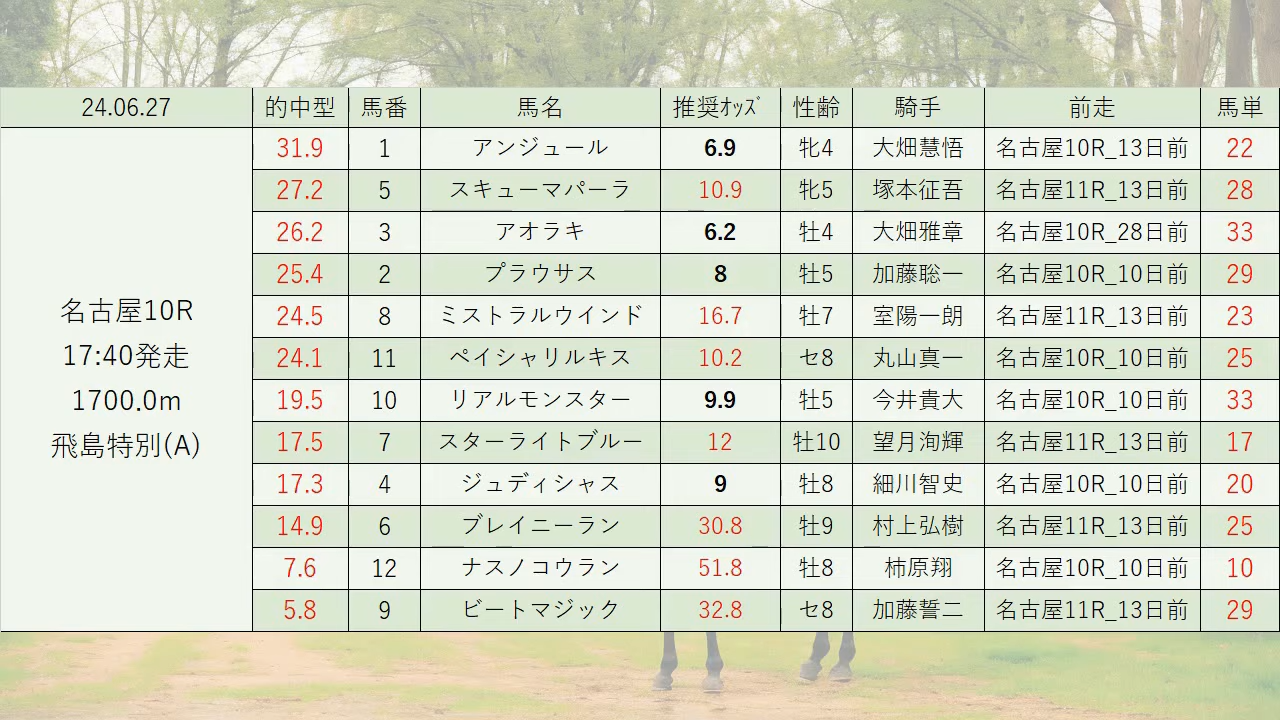 24.06.27 的中型 馬番 馬名 推奨ｵｯｽﾞ 性齢 騎手 前走 馬単
31.9 1 アンジュール 6.9 牝4 大畑慧悟 名古屋10R_13日前 22
27.2 5 スキューマパーラ 10.9 牝5 塚本征吾 名古屋11R_13日前 28
26.2 3 アオラキ 6.2 牡4 大畑雅章 名古屋10R_28日前 33
25.4 2 プラウサス 8 牡5 加藤聡一 名古屋10R_10日前 29
名古屋10R
24.5 8 ミストラルウインド 16.7 牡7 室陽一朗 名古屋11R_13日前 23
17:40発走
24.1 11 ペイシャリルキス 10.2 セ8 丸山真一 名古屋10R_10日前 25
1700.0m
19.5 10 リアルモンスター 9.9 牡5 今井貴大 名古屋10R_10日前 33
飛島特別(A)
17.5 7 スターライトブルー 12 牡10 望月洵輝 名古屋11R_13日前 17
17.3 4 ジュディシャス 9 牡8 細川智史 名古屋10R_10日前 20
14.9 6 ブレイニーラン 30.8 牡9 村上弘樹 名古屋11R_13日前 25
7.6 12 ナスノコウラン 51.8 牡8 柿原翔 名古屋10R_10日前 10
5.8 9 ビートマジック 32.8 セ8 加藤誓二 名古屋11R_13日前 29